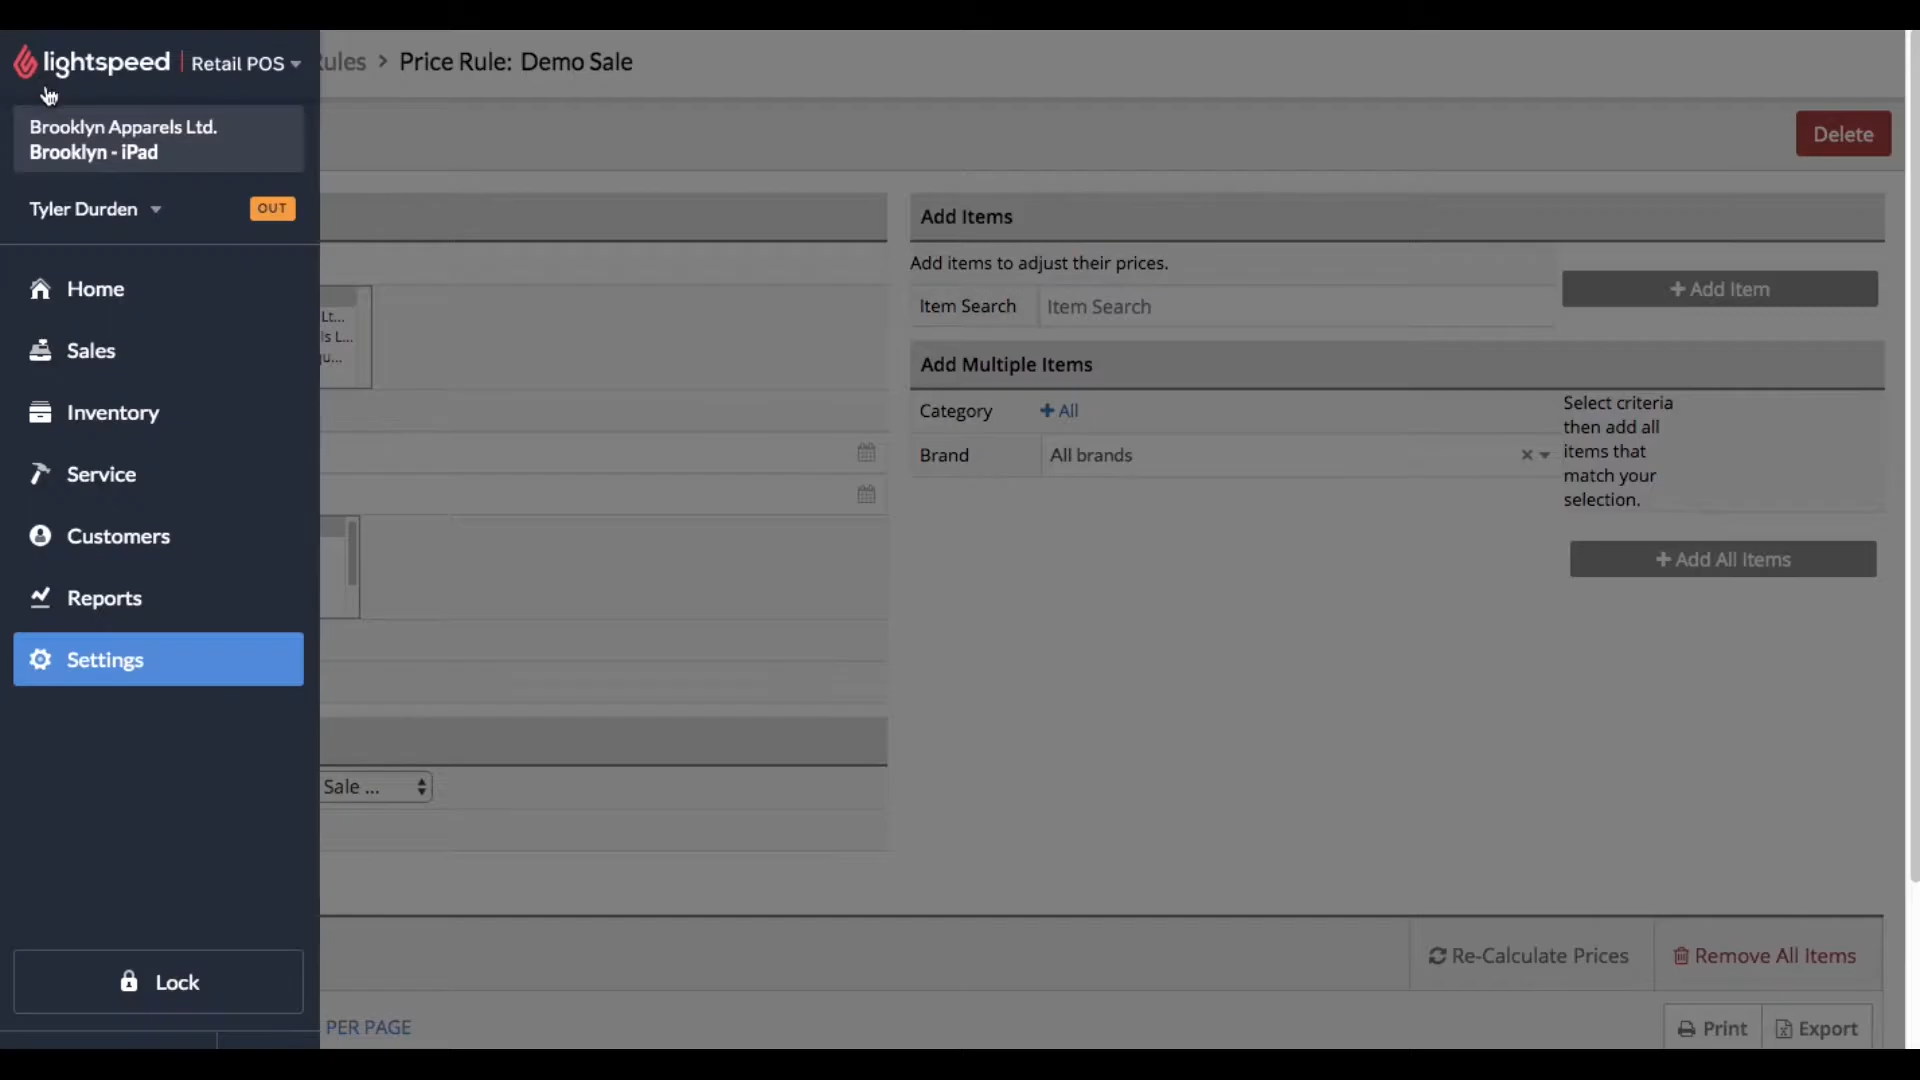 lightspeed | Retail POS
ules > Price Rule: Demo Sale
Brooklyn Apparels Ltd.
Brooklyn - iPad
Delete
Tyler Durden
OUT
Home
Sales
Inventory
Service
Customers
Reports
Settings
Lock
Lt...
ls L...
Sale ...
Add Items
Add items to adjust their prices.
Item Search
Item Search
+ Add Item
Add Multiple Items
Category
+ All
Brand
All brands
Select criteria
then add all
items that
match your
selection.
+ Add All Items
Re-Calculate Prices
Remove All Items
PER PAGE
Print
Export